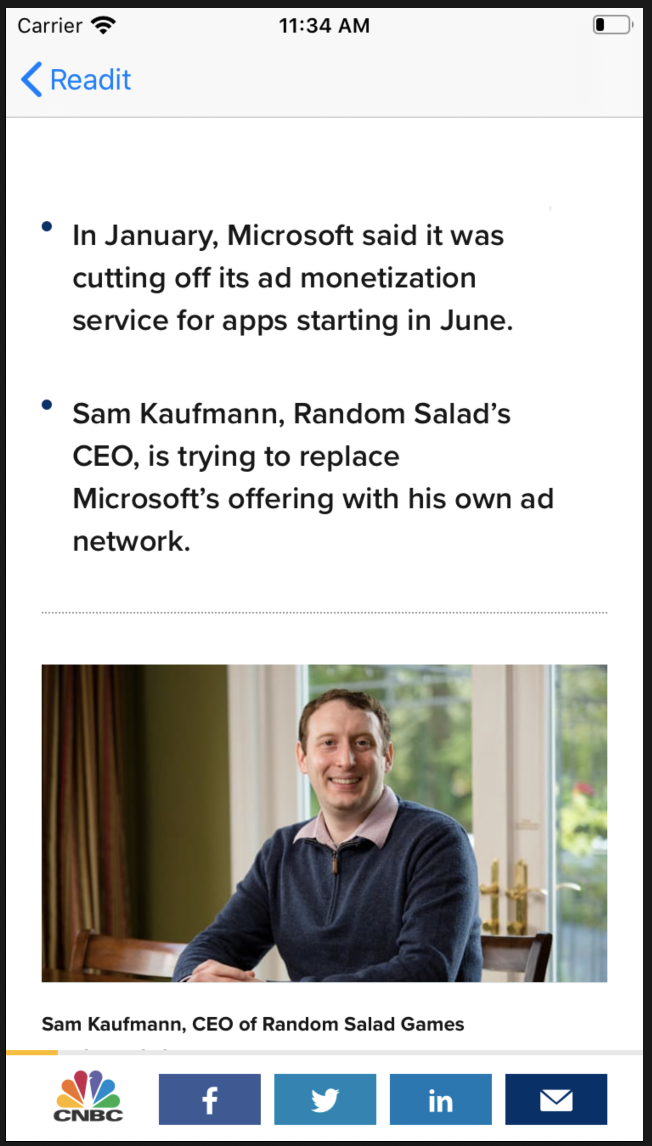 Carrier 11:34 AM
Readit
In January, Microsoft said it was
cutting off its ad monetization
service for apps starting in June.
Sam Kaufmann, Random Salad’s
CEO, is trying to replace
Microsoft’s offering with his own ad
network.
Sam Kaufmann, CEO of Random Salad Games
CNBC
f
in